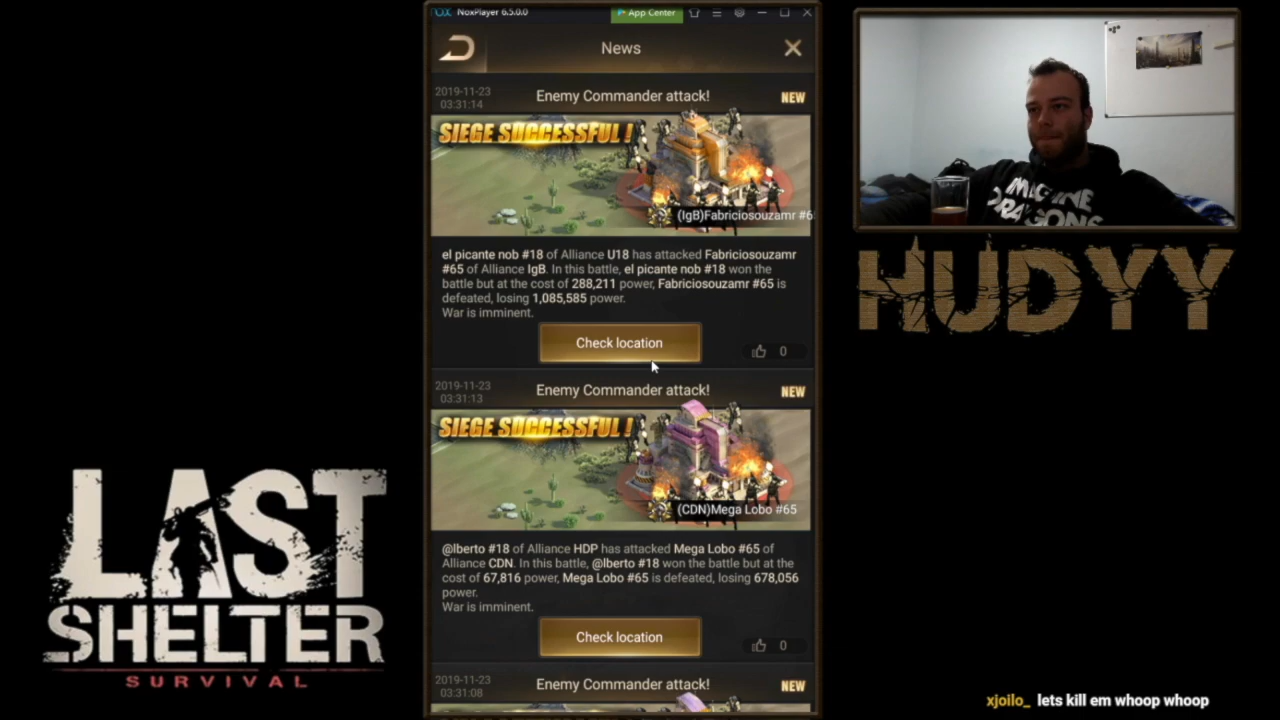 NOX NoxPlayer 6.5.0.0
App Center
News
2019-11-23
03:31:14
Enemy Commander attack!
NEW
SIEGE SUCCESSFUL !
(IgB)Fabriciosouzamr #6
el picante nob #18 of Alliance U18 has attacked Fabriciosouzamr
#65 of Alliance IgB. In this battle, el picante nob #18 won the
battle but at the cost of 288,211 power, Fabriciosouzamr #65 is
defeated, losing 1,085,585 power.
War is imminent.
Check location
0
2019-11-23
03:31:13
Enemy Commander attack!
NEW
SIEGE SUCCESSFUL !
(CDN)Mega Lobo #65
@lberto #18 of Alliance HDP has attacked Mega Lobo #65 of
Alliance CDN. In this battle, @lberto #18 won the battle but at the
cost of 67,816 power, Mega Lobo #65 is defeated, losing 678,056
power.
War is imminent.
Check location
0
2019-11-23
03:31:08
Enemy Commander attack!
NEW
IMAGINE
DRAGONS
HUDYY
LAST
SHELTER
SURVIVAL
xjoilo_ lets kill em whoop whoop